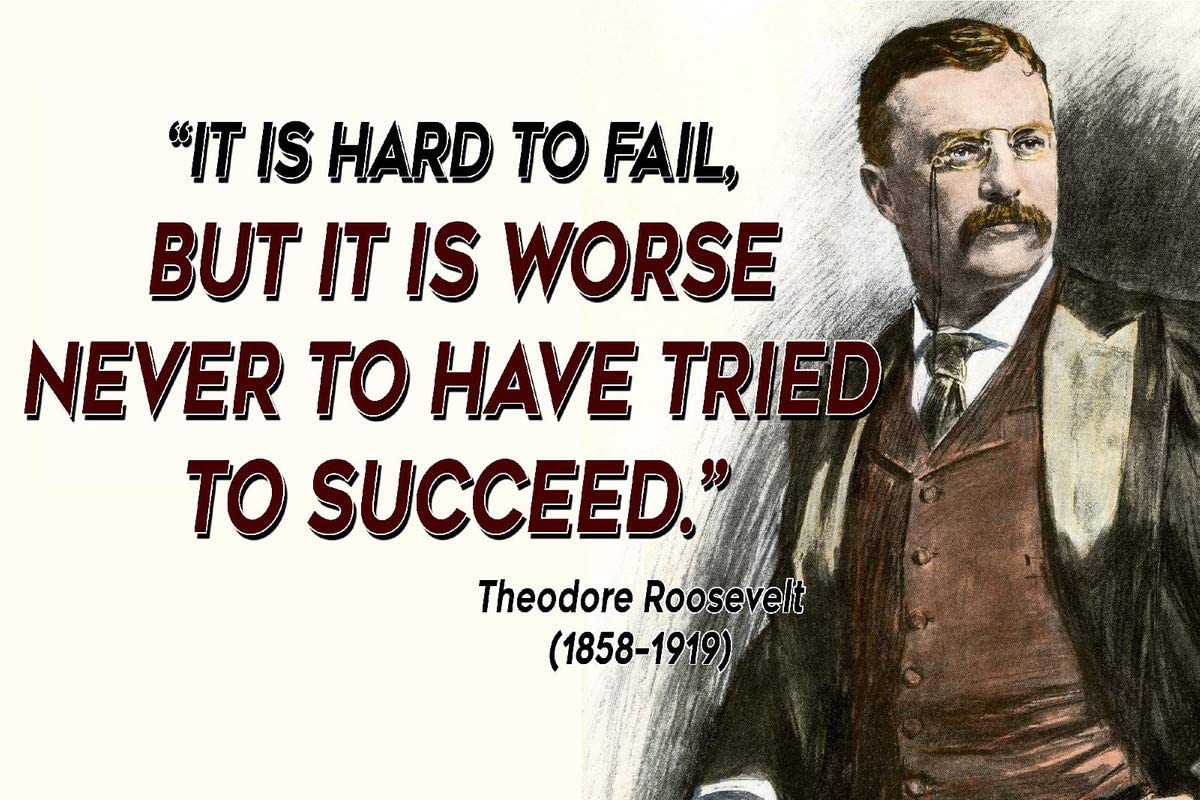 “IT IS HARD TO FAIL,
BUT IT IS WORSE
NEVER TO HAVE TRIED
TO SUCCEED.”
Theodore Roosevelt
(1858-1919)